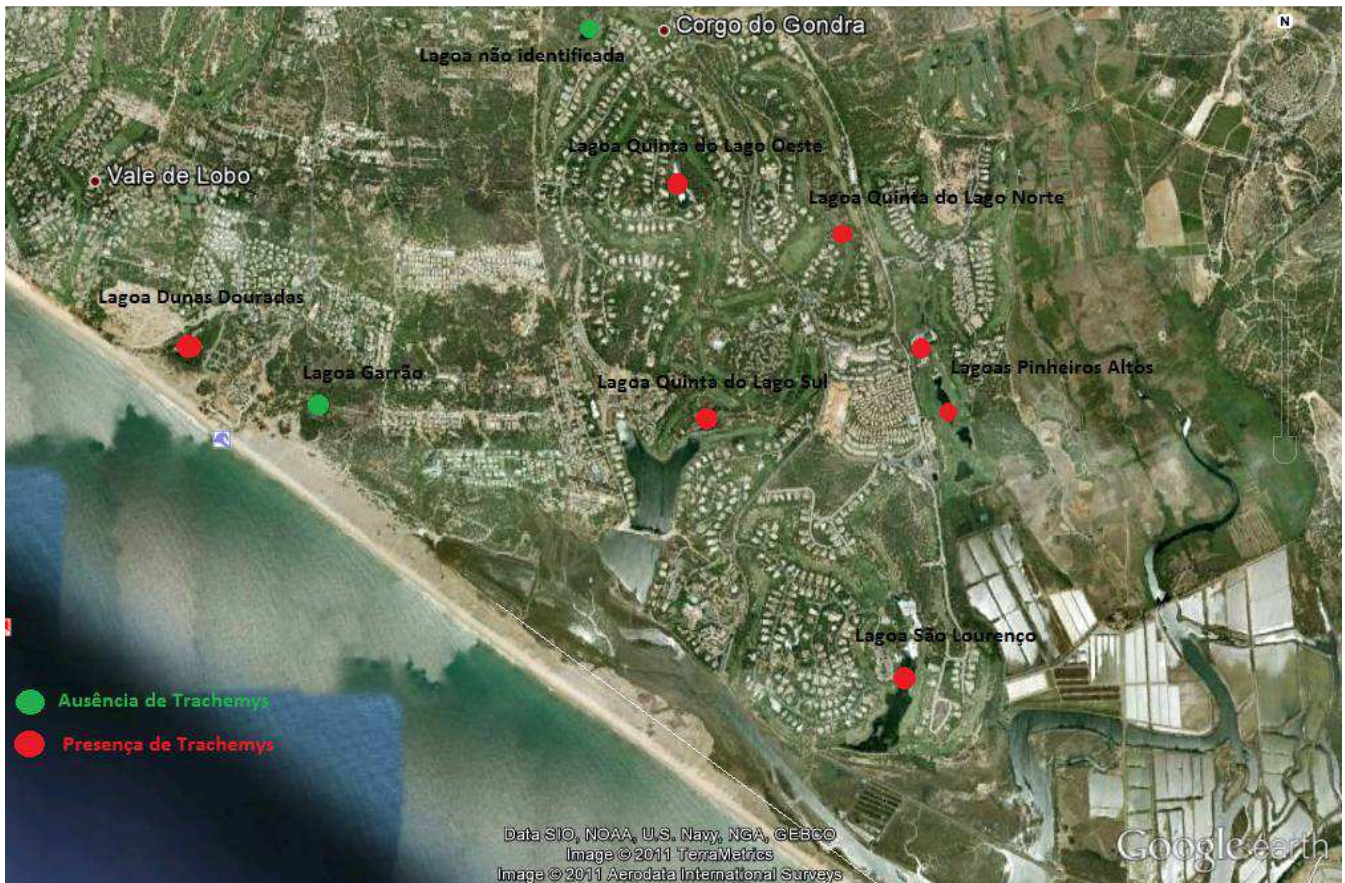 N
Corgo do Gondra
Lagoa não identificada
Lagoa Quinta do Lago Oeste
Vale de Lobo
Lagoa Quinta do Lago Norte
Lagoa Dunas Douradas
Lagoa Garrão
Lagoa Quinta do Lago Sul
Lagoas Pinheiros Altos
Lagoa São Lourenço
Ausência de Trachemys
Presença de Trachemys
Data SIO, NOAA, U.S. Navy, NGA, GEBCO
Image © 2011 TerraMetrics
Image © 2011 Aerodata International Surveys
Google earth